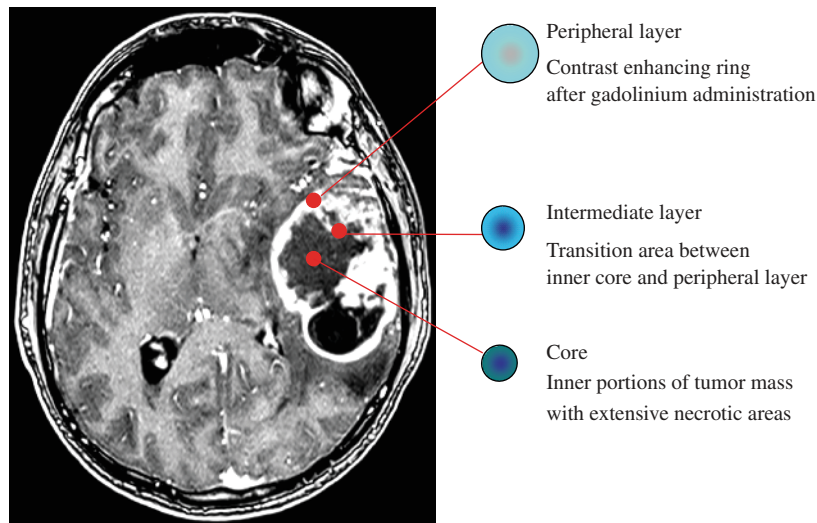 Peripheral layer
Contrast enhancing ring
after gadolinium administration
Intermediate layer
Transition area between
inner core and peripheral layer
Core
Inner portions of tumor mass
with extensive necrotic areas